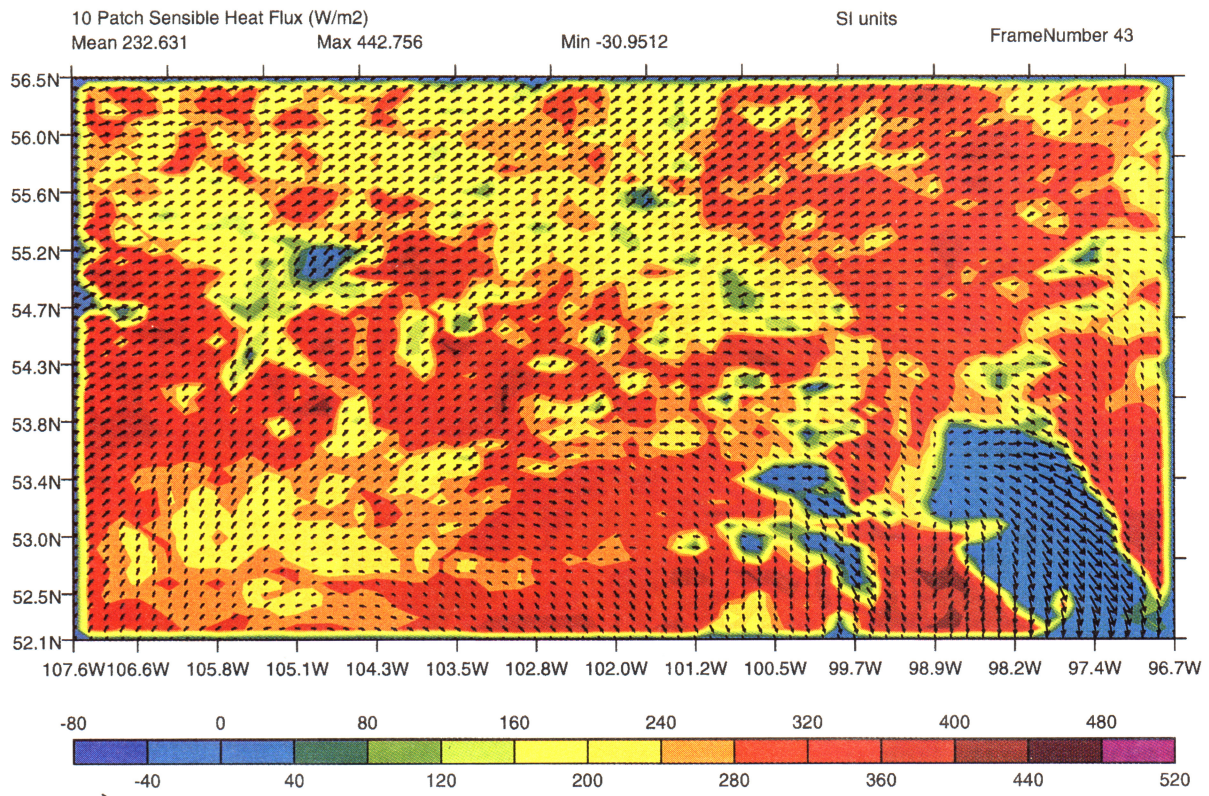 10 Patch Sensible Heat Flux (W/m2) SI units
Mean 232.631 Max 442.756 Min -30.9512 FrameNumber 43
56.5N
56.0N
55.6N
55.2N
54.7N
54.3N
53.8N
53.4N
53.0N
52.5N
52.1N
107.6W 106.6W 105.8W 105.1W 104.3W 103.5W 102.8W 102.0W 101.2W 100.5W 99.7W 98.9W 98.2W 97.4W 96.7W
-80 0 80 160 240 320 400 480
-40 40 120 200 280 360 440 520